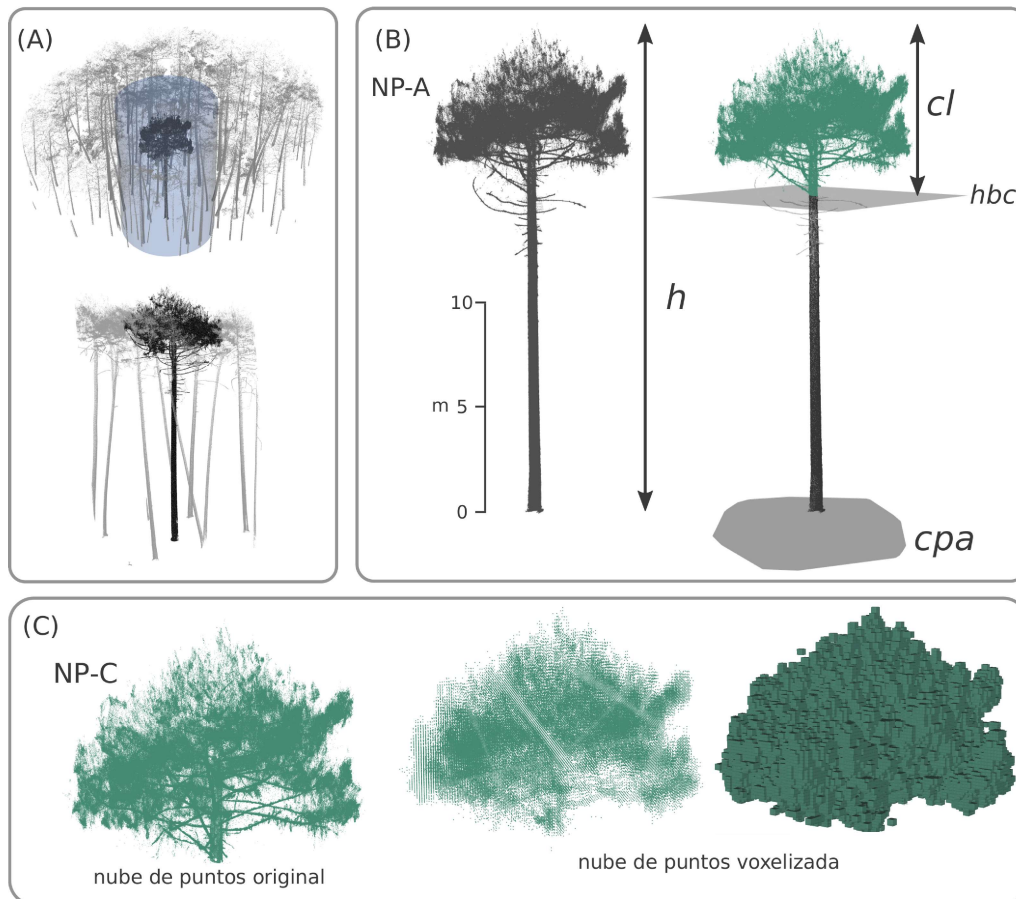 (A)
(B)
NP-A
h
cl
hbc
cpa
10
m 5
0
(C)
NP-C
nube de puntos original
nube de puntos voxelizada